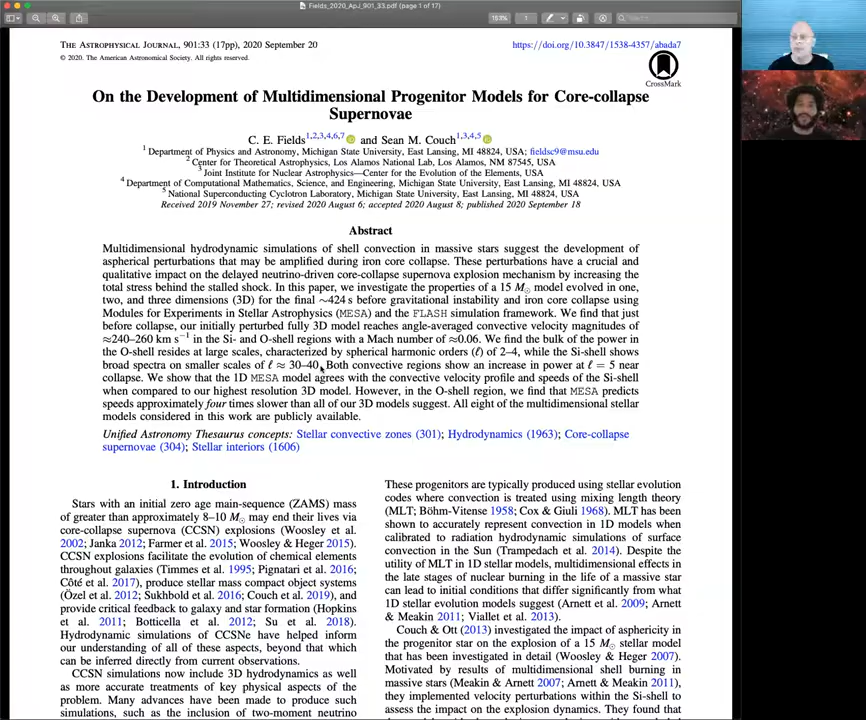 Fields_2020_ApJ_901_33.pdf (page 1 of 17)
153%
1
Search
THE ASTROPHYSICAL JOURNAL, 901:33 (17pp), 2020 September 20
https://doi.org/10.3847/1538-4357/abada7
© 2020. The American Astronomical Society. All rights reserved.
CrossMark
On the Development of Multidimensional Progenitor Models for Core-collapse
Supernovae
C. E. Fields1,2,3,4,6,7 iD and Sean M. Couch1,3,4,5 iD
1 Department of Physics and Astronomy, Michigan State University, East Lansing, MI 48824, USA; fieldsc9@msu.edu
2 Center for Theoretical Astrophysics, Los Alamos National Lab, Los Alamos, NM 87545, USA
3 Joint Institute for Nuclear Astrophysics—Center for the Evolution of the Elements, USA
4 Department of Computational Mathematics, Science, and Engineering, Michigan State University, East Lansing, MI 48824, USA
5 National Superconducting Cyclotron Laboratory, Michigan State University, East Lansing, MI 48824, USA
Received 2019 November 27; revised 2020 August 6; accepted 2020 August 8; published 2020 September 18
Abstract
Multidimensional hydrodynamic simulations of shell convection in massive stars suggest the development of
aspherical perturbations that may be amplified during iron core collapse. These perturbations have a crucial and
qualitative impact on the delayed neutrino-driven core-collapse supernova explosion mechanism by increasing the
total stress behind the stalled shock. In this paper, we investigate the properties of a 15 M⊙ model evolved in one,
two, and three dimensions (3D) for the final ~424 s before gravitational instability and iron core collapse using
Modules for Experiments in Stellar Astrophysics (MESA) and the FLASH simulation framework. We find that just
before collapse, our initially perturbed fully 3D model reaches angle-averaged convective velocity magnitudes of
≈240–260 km s−1 in the Si- and O-shell regions with a Mach number of ≈0.06. We find the bulk of the power in
the O-shell resides at large scales, characterized by spherical harmonic orders (ℓ) of 2–4, while the Si-shell shows
broad spectra on smaller scales of ℓ ≈ 30–40. Both convective regions show an increase in power at ℓ = 5 near
collapse. We show that the 1D MESA model agrees with the convective velocity profile and speeds of the Si-shell
when compared to our highest resolution 3D model. However, in the O-shell region, we find that MESA predicts
speeds approximately four times slower than all of our 3D models suggest. All eight of the multidimensional stellar
models considered in this work are publicly available.
Unified Astronomy Thesaurus concepts: Stellar convective zones (301); Hydrodynamics (1963); Core-collapse
supernovae (304); Stellar interiors (1606)
1. Introduction
Stars with an initial zero age main-sequence (ZAMS) mass
of greater than approximately 8–10 M⊙ may end their lives via
core-collapse supernova (CCSN) explosions (Woosley et al.
2002; Janka 2012; Farmer et al. 2015; Woosley & Heger 2015).
CCSN explosions facilitate the evolution of chemical elements
throughout galaxies (Timmes et al. 1995; Pignatari et al. 2016;
Côté et al. 2017), produce stellar mass compact object systems
(Özel et al. 2012; Sukhbold et al. 2016; Couch et al. 2019), and
provide critical feedback to galaxy and star formation (Hopkins
et al. 2011; Botticella et al. 2012; Su et al. 2018).
Hydrodynamic simulations of CCSNe have helped inform
our understanding of all of these aspects, beyond that which
can be inferred directly from current observations.
CCSN simulations now include 3D hydrodynamics as well
as more accurate treatments of key physical aspects of the
problem. Many advances have been made to produce such
simulations, such as the inclusion of two-moment neutrino
These progenitors are typically produced using stellar evolution
codes where convection is treated using mixing length theory
(MLT; Böhm-Vitense 1958; Cox & Giuli 1968). MLT has been
shown to accurately represent convection in 1D models when
calibrated to radiation hydrodynamic simulations of surface
convection in the Sun (Trampedach et al. 2014). Despite the
utility of MLT in 1D stellar models, multidimensional effects in
the late stages of nuclear burning in the life of a massive star
can lead to initial conditions that differ significantly from what
1D stellar evolution models suggest (Arnett et al. 2009; Arnett
& Meakin 2011; Viallet et al. 2013).
Couch & Ott (2013) investigated the impact of asphericity in
the progenitor star on the explosion of a 15 M⊙ stellar model
that has been investigated in detail (Woosley & Heger 2007).
Motivated by results of multidimensional shell burning in
massive stars (Meakin & Arnett 2007; Arnett & Meakin 2011),
they implemented velocity perturbations within the Si-shell to
assess the impact on the explosion dynamics. They found that